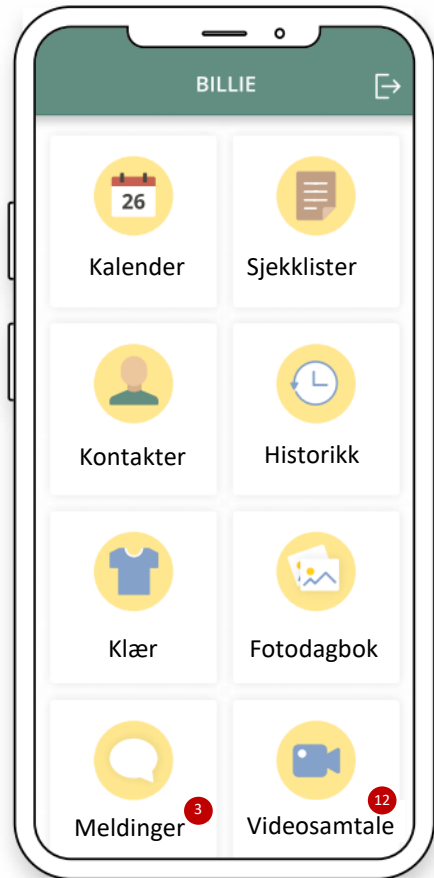 BILLIE
26
Kalender
Sjekklister
Kontakter
Historikk
Klær
Fotodagbok
3
Meldinger
12
Videosamtale